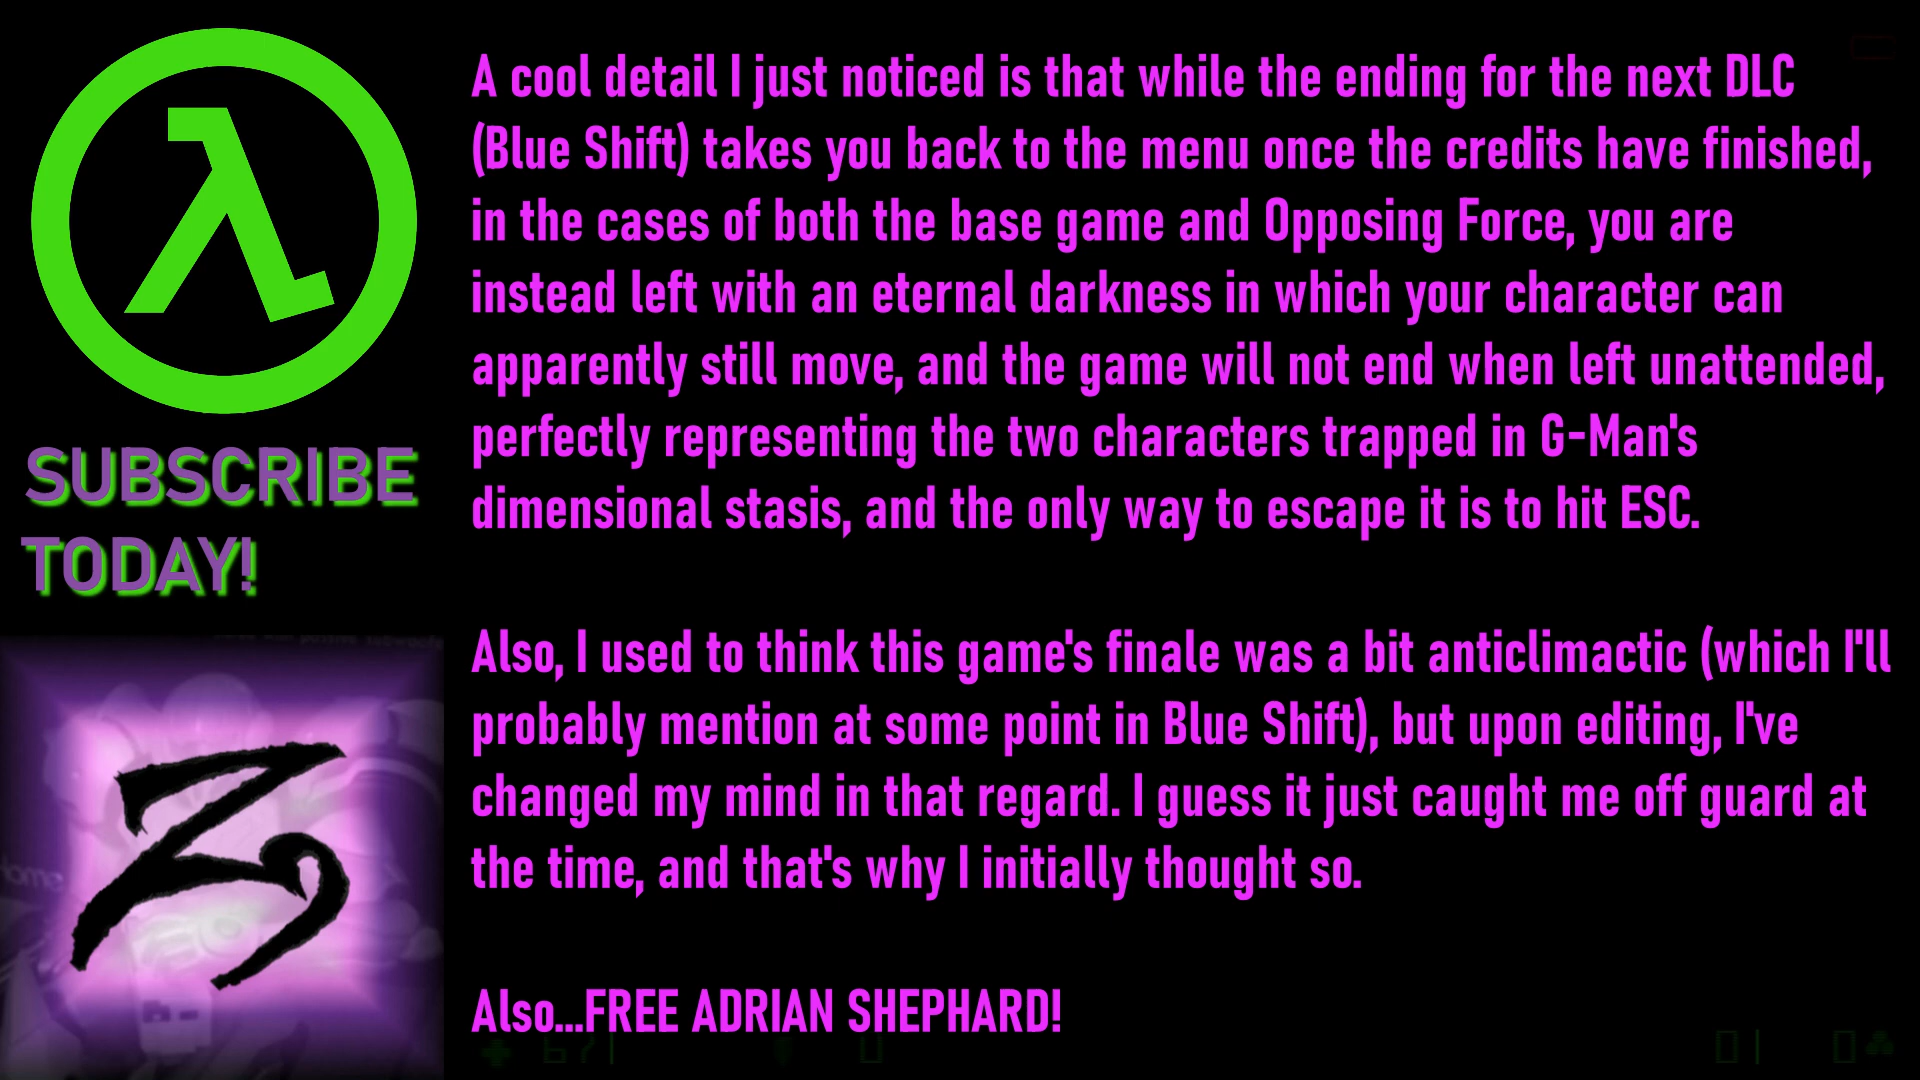 A cool detail I just noticed is that while the ending for the next DLC
(Blue Shift) takes you back to the menu once the credits have finished,
in the cases of both the base game and Opposing Force, you are
instead left with an eternal darkness in which your character can
apparently still move, and the game will not end when left unattended,
perfectly representing the two characters trapped in G-Man's
dimensional stasis, and the only way to escape it is to hit ESC.
Also, I used to think this game's finale was a bit anticlimactic (which I'll
probably mention at some point in Blue Shift), but upon editing, I've
changed my mind in that regard. I guess it just caught me off guard at
the time, and that's why I initially thought so.
Also...FREE ADRIAN SHEPHARD!
λ
SUBSCRIBE
TODAY!